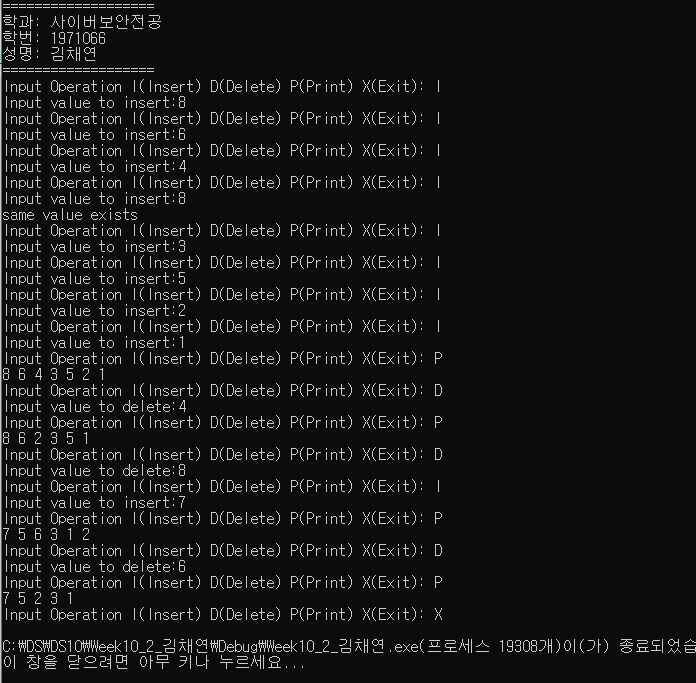 ===================
학과: 사이버보안전공
학번: 1971066
성명: 김채연
===================
Input Operation I(Insert) D(Delete) P(Print) X(Exit): I
Input value to insert:8
Input Operation I(Insert) D(Delete) P(Print) X(Exit): I
Input value to insert:6
Input Operation I(Insert) D(Delete) P(Print) X(Exit): I
Input value to insert:4
Input Operation I(Insert) D(Delete) P(Print) X(Exit): I
Input value to insert:8
same value exists
Input Operation I(Insert) D(Delete) P(Print) X(Exit): I
Input value to insert:3
Input Operation I(Insert) D(Delete) P(Print) X(Exit): I
Input value to insert:5
Input Operation I(Insert) D(Delete) P(Print) X(Exit): I
Input value to insert:2
Input Operation I(Insert) D(Delete) P(Print) X(Exit): I
Input value to insert:1
Input Operation I(Insert) D(Delete) P(Print) X(Exit): P
8 6 4 3 5 2 1
Input Operation I(Insert) D(Delete) P(Print) X(Exit): D
Input value to delete:4
Input Operation I(Insert) D(Delete) P(Print) X(Exit): P
8 6 2 3 5 1
Input Operation I(Insert) D(Delete) P(Print) X(Exit): D
Input value to delete:8
Input Operation I(Insert) D(Delete) P(Print) X(Exit): I
Input value to insert:7
Input Operation I(Insert) D(Delete) P(Print) X(Exit): P
7 5 6 3 1 2
Input Operation I(Insert) D(Delete) P(Print) X(Exit): D
Input value to delete:6
Input Operation I(Insert) D(Delete) P(Print) X(Exit): P
7 5 2 3 1
Input Operation I(Insert) D(Delete) P(Print) X(Exit): X
C:₩DS₩DS10₩Week10_2_김채연₩Debug₩Week10_2_김채연.exe(프로세스 19308개)이(가) 종료되었습
이 창을 닫으려면 아무 키나 누르세요...